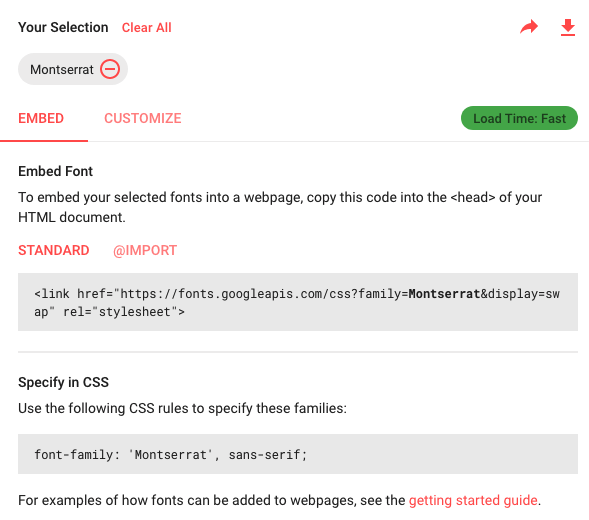 Your Selection Clear All
Montserrat
EMBED CUSTOMIZE Load Time: Fast
Embed Font
To embed your selected fonts into a webpage, copy this code into the <head> of your
HTML document.
STANDARD @IMPORT
<link href="https://fonts.googleapis.com/css?family=Montserrat&display=sw
ap" rel="stylesheet">
Specify in CSS
Use the following CSS rules to specify these families:
font-family: 'Montserrat', sans-serif;
For examples of how fonts can be added to webpages, see the getting started guide.